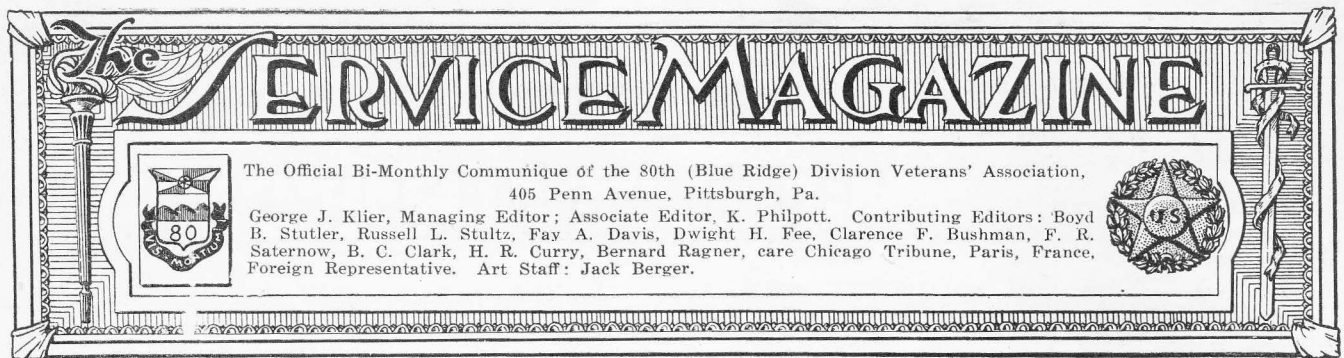 The SERVICE MAGAZINE
The Official Bi-Monthly Communique of the 80th (Blue Ridge) Division Veterans' Association,
405 Penn Avenue, Pittsburgh, Pa.
George J. Klier, Managing Editor; Associate Editor, K. Philpott. Contributing Editors: Boyd
B. Stutler, Russell L. Stultz, Fay A. Davis, Dwight H. Fee, Clarence F. Bushman, F. R.
Saternow, B. C. Clark, H. R. Curry, Bernard Ragner, care Chicago Tribune, Paris, France,
Foreign Representative. Art Staff: Jack Berger.
80
US